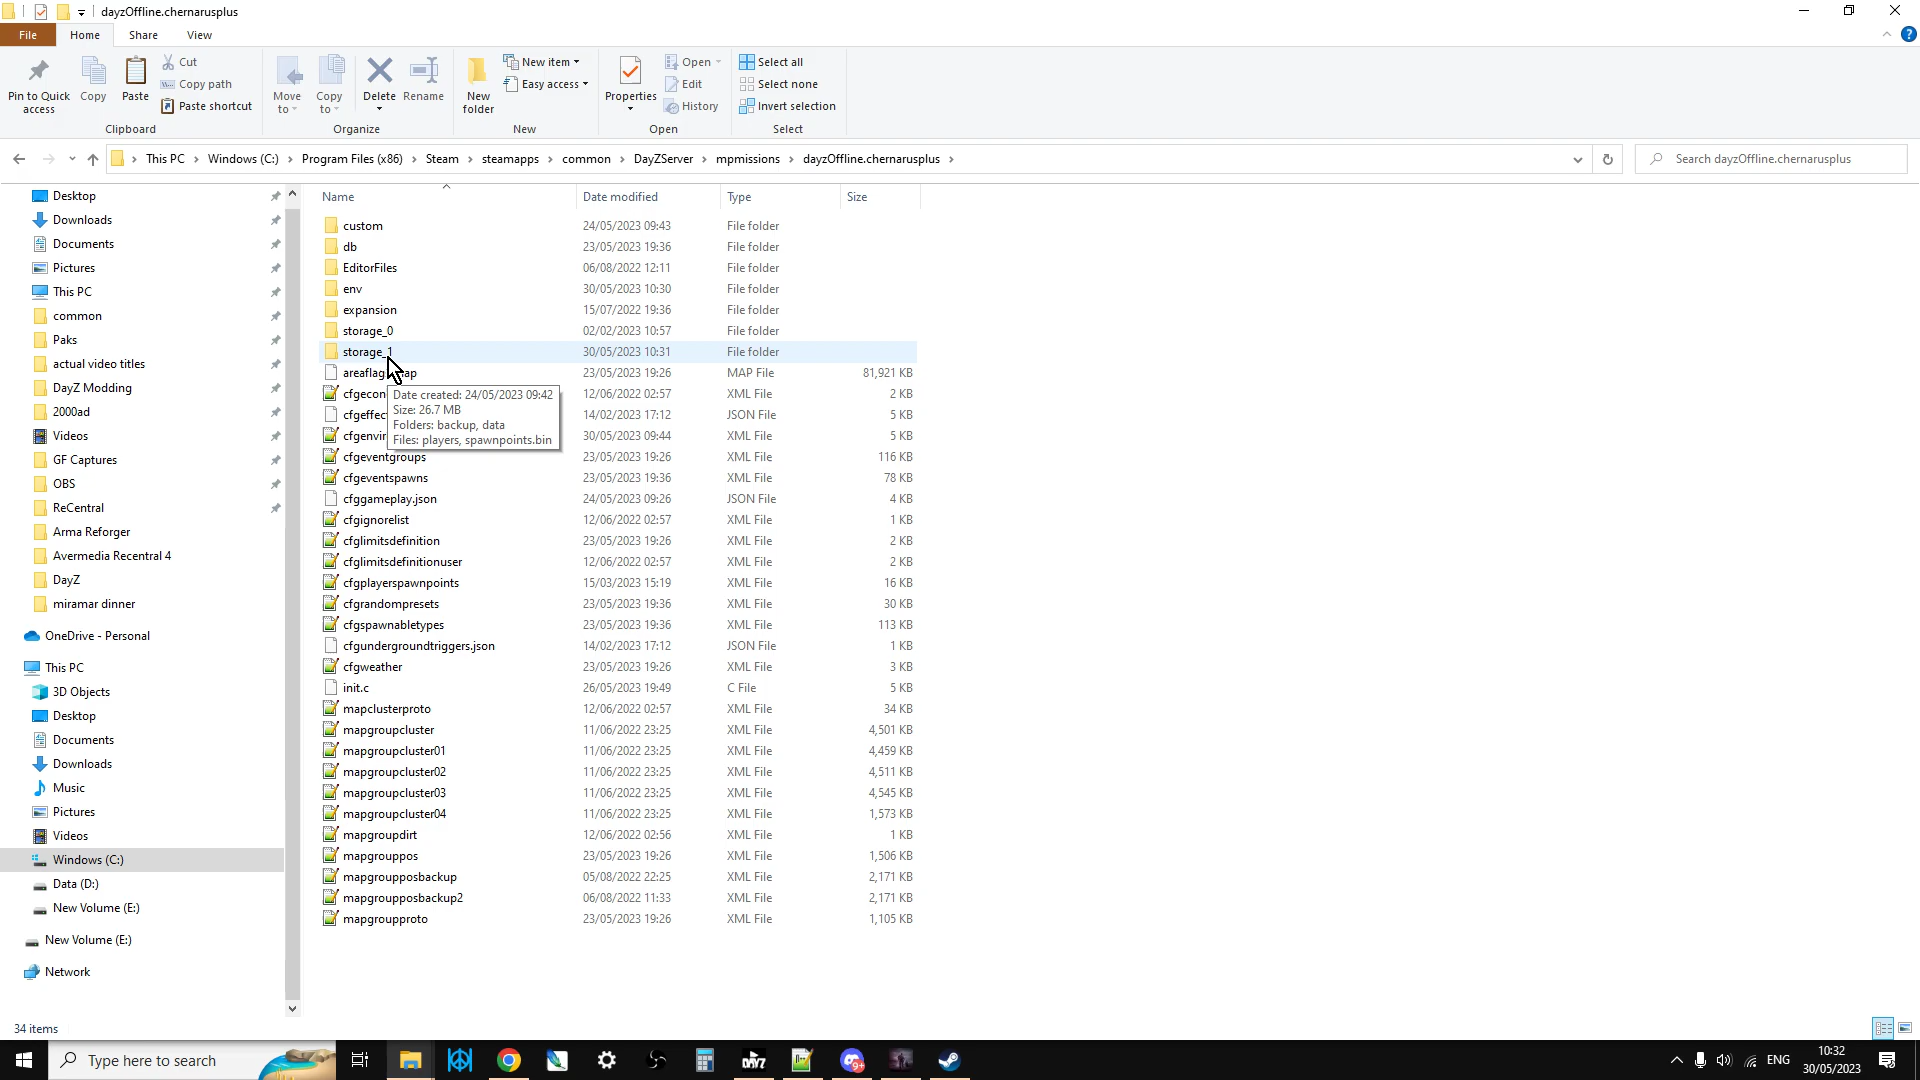 dayzOffline.chernarusplus
File
Home
Share
View
Pin to Quick access
Copy
Paste
Cut
Copy path
Paste shortcut
Clipboard
Move to
Copy to
Delete
Rename
Organize
New folder
New item
Easy access
New
Properties
Open
Edit
History
Open
Select all
Select none
Invert selection
Select
This PC
Windows (C:)
Program Files (x86)
Steam
steamapps
common
DayZServer
mpmissions
dayzOffline.chernarusplus
Search dayzOffline.chernarusplus
Desktop
Downloads
Documents
Pictures
This PC
common
Paks
actual video titles
DayZ Modding
2000ad
Videos
GF Captures
OBS
ReCentral
Arma Reforger
Avermedia Recentral 4
DayZ
miramar dinner
OneDrive - Personal
This PC
3D Objects
Desktop
Documents
Downloads
Music
Pictures
Videos
Windows (C:)
Data (D:)
New Volume (E:)
New Volume (E:)
Network
Name Date modified Type Size
custom 24/05/2023 09:43 File folder
db 23/05/2023 19:36 File folder
EditorFiles 06/08/2022 12:11 File folder
env 30/05/2023 10:30 File folder
expansion 15/07/2022 19:36 File folder
storage_0 02/02/2023 10:57 File folder
storage_1 30/05/2023 10:31 File folder
areaflag ap 23/05/2023 19:26 MAP File 81,921 KB
cfgecon 12/06/2022 02:57 XML File 2 KB
cfgeffec 14/02/2023 17:12 JSON File 5 KB
cfgenvir 30/05/2023 09:44 XML File 5 KB
Date created: 24/05/2023 09:42
Size: 26.7 MB
Folders: backup, data
Files: players, spawnpoints.bin
cfgeventgroups 23/05/2023 19:26 XML File 116 KB
cfgeventspawns 23/05/2023 19:36 XML File 78 KB
cfggameplay.json 24/05/2023 09:26 JSON File 4 KB
cfgignorelist 12/06/2022 02:57 XML File 1 KB
cfglimitsdefinition 23/05/2023 19:26 XML File 2 KB
cfglimitsdefinitionuser 12/06/2022 02:57 XML File 2 KB
cfgplayerspawnpoints 15/03/2023 15:19 XML File 16 KB
cfgrandompresets 23/05/2023 19:36 XML File 30 KB
cfgspawnabletypes 23/05/2023 19:36 XML File 113 KB
cfgundergroundtriggers.json 14/02/2023 17:12 JSON File 1 KB
cfgweather 23/05/2023 19:26 XML File 3 KB
init.c 26/05/2023 19:49 C File 5 KB
mapclusterproto 12/06/2022 02:57 XML File 34 KB
mapgroupcluster 11/06/2022 23:25 XML File 4,501 KB
mapgroupcluster01 11/06/2022 23:25 XML File 4,459 KB
mapgroupcluster02 11/06/2022 23:25 XML File 4,511 KB
mapgroupcluster03 11/06/2022 23:25 XML File 4,545 KB
mapgroupcluster04 11/06/2022 23:25 XML File 1,573 KB
mapgroupdirt 12/06/2022 02:56 XML File 1 KB
mapgrouppos 23/05/2023 19:26 XML File 1,506 KB
mapgroupposbackup 05/08/2022 22:25 XML File 2,171 KB
mapgroupposbackup2 06/08/2022 11:33 XML File 2,171 KB
mapgroupproto 23/05/2023 19:26 XML File 1,105 KB
34 items
Type here to search
DAYZ
9+
ENG
10:32
30/05/2023